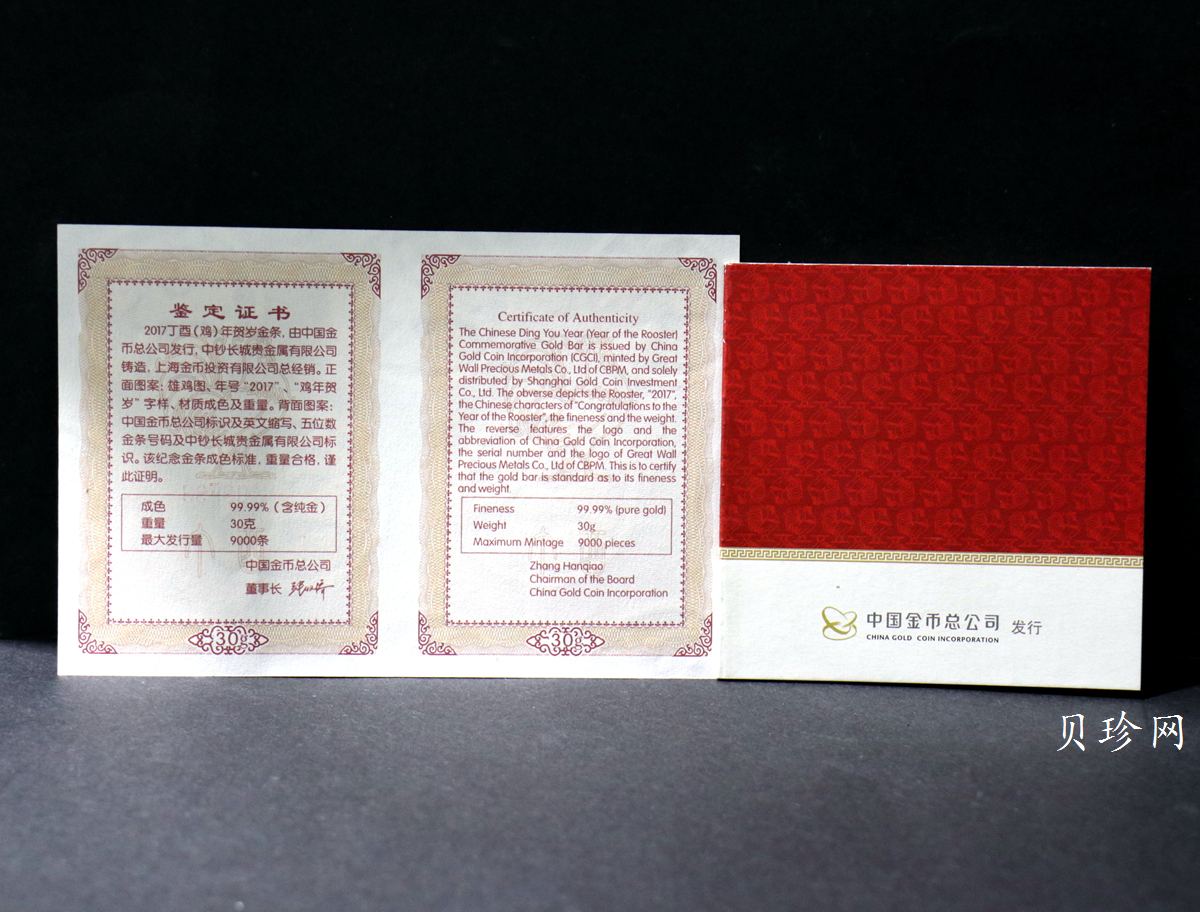 鉴定证书
2017丁酉（鸡）年贺岁金条，由中国金
币总公司发行，中钞长城贵金属有限公司
铸造，上海金币投资有限公司总经销。正
面图案：雄鸡图、年号“2017”、“鸡年贺
岁”字样、材质成色及重量。背面图案：
中国金币总公司标识及英文缩写、五位数
金条号码及中钞长城贵金属有限公司标
识。该纪念金条成色标准，重量合格，谨
此证明。
成色 99.99%（含纯金）
重量 30克
最大发行量 9000条
中国金币总公司
董事长
30g
Certificate of Authenticity
The Chinese Ding You Year (Year of the Rooster)
Commemorative Gold Bar is issued by China
Gold Coin Incorporation (CGCI), minted by Great
Wall Precious Metals Co., Ltd of CBPM, and solely
distributed by Shanghai Gold Coin Investment
Co., Ltd. The obverse depicts the Rooster, "2017",
the Chinese characters of "Congratulations to the
Year of the Rooster", the fineness and the weight.
The reverse features the logo and the
abbreviation of China Gold Coin Incorporation,
the serial number and the logo of Great Wall
Precious Metals Co., Ltd of CBPM. This is to certify
that the gold bar is standard as to its fineness
and weight.
Fineness 99.99% (pure gold)
Weight 30g
Maximum Mintage 9000 pieces
Zhang Hanqiao
Chairman of the Board
China Gold Coin Incorporation
30g
中国金币总公司 发行
CHINA GOLD COIN INCORPORATION
贝珍网